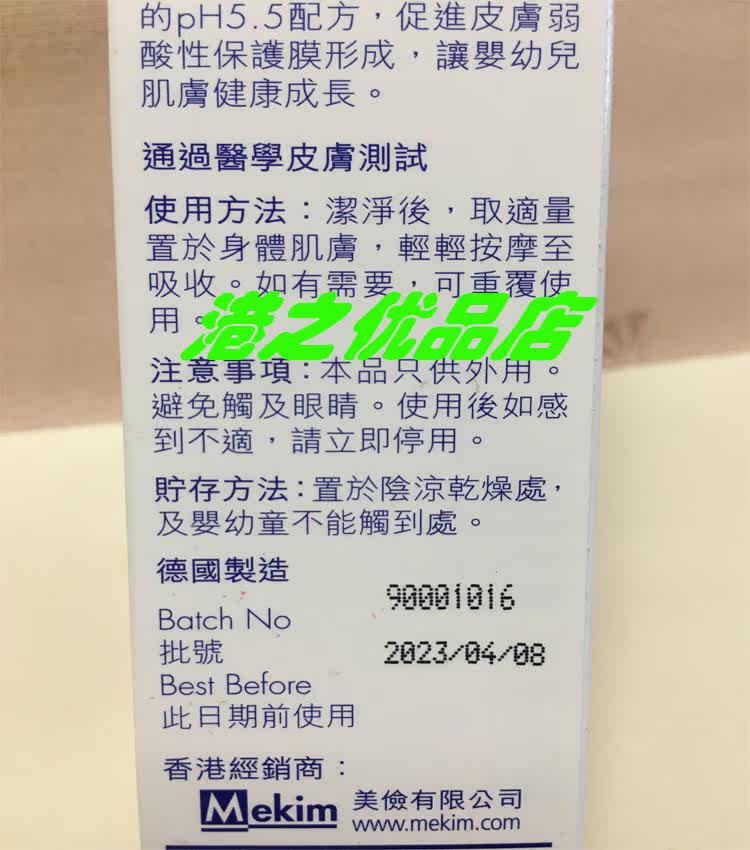 的pH5.5配方，促進皮膚弱
酸性保護膜形成，讓嬰幼兒
肌膚健康成長。
通過醫學皮膚測試
使用方法：潔淨後，取適量
置於身體肌膚，輕輕按摩至
吸收。如有需要，可重覆使
用。
港之优品店
注意事項：本品只供外用。
避免觸及眼睛。使用後如感
到不適，請立即停用。
貯存方法：置於陰涼乾燥處，
及嬰幼童不能觸到處。
德國製造
90001016
Batch No
批號
2023/04/08
Best Before
此日期前使用
香港經銷商：
Mekim 美儉有限公司
www.mekim.com